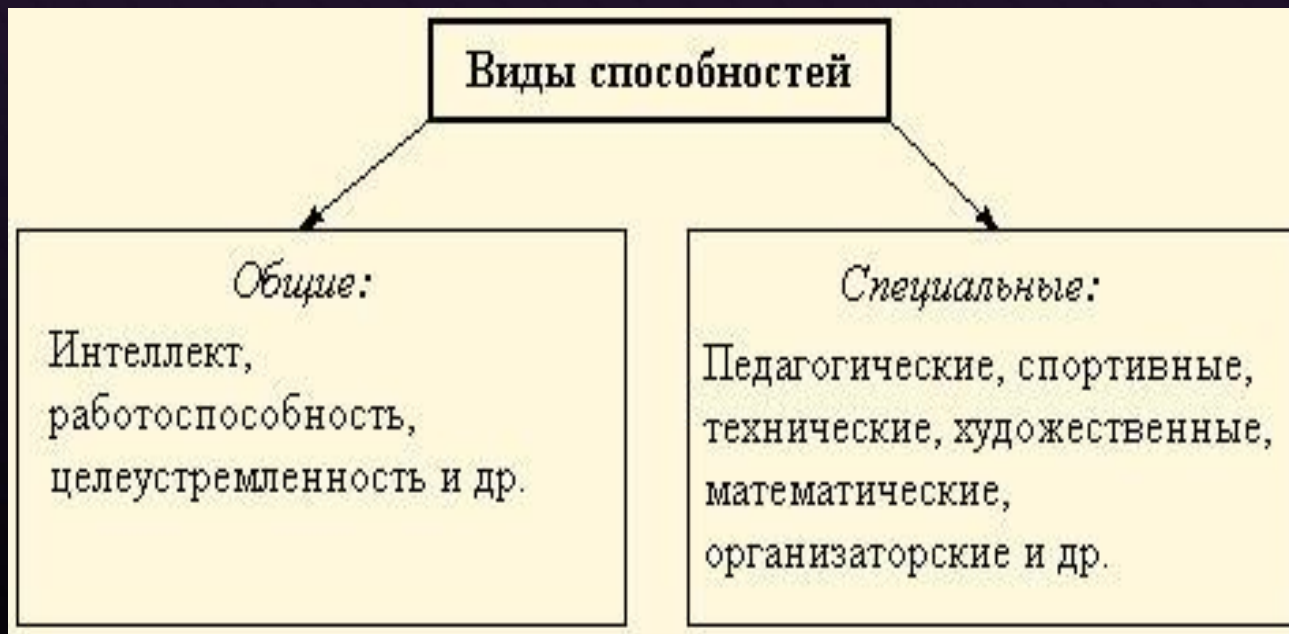 Виды способностей
Общие:
Интеллект,
работоспособность,
целеустремленность и др.
Специальные:
Педагогические, спортивные,
технические, художественные,
математические,
организаторские и др.